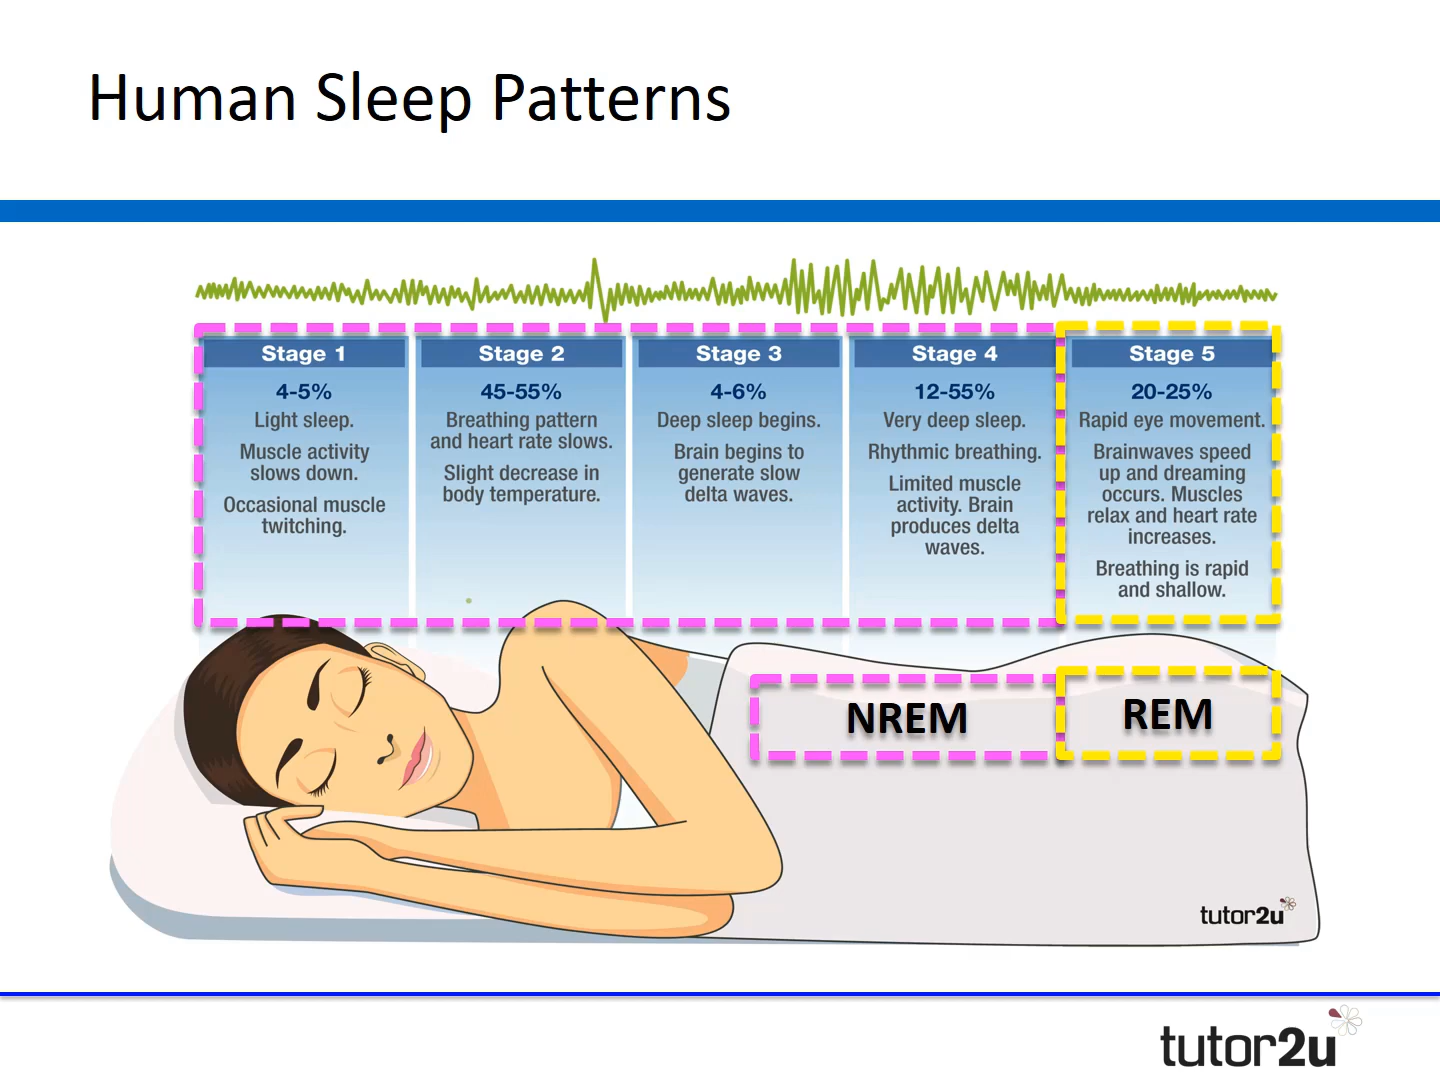 Human Sleep Patterns
Stage 1
4-5%
Light sleep.
Muscle activity
slows down.
Occasional muscle
twitching.
Stage 2
45-55%
Breathing pattern
and heart rate slows.
Slight decrease in
body temperature.
Stage 3
4-6%
Deep sleep begins.
Brain begins to
generate slow
delta waves.
Stage 4
12-55%
Very deep sleep.
Rhythmic breathing.
Limited muscle
activity. Brain
produces delta
waves.
Stage 5
20-25%
Rapid eye movement.
Brainwaves speed
up and dreaming
occurs. Muscles
relax and heart rate
increases.
Breathing is rapid
and shallow.
NREM
REM
tutor2u
tutor2u